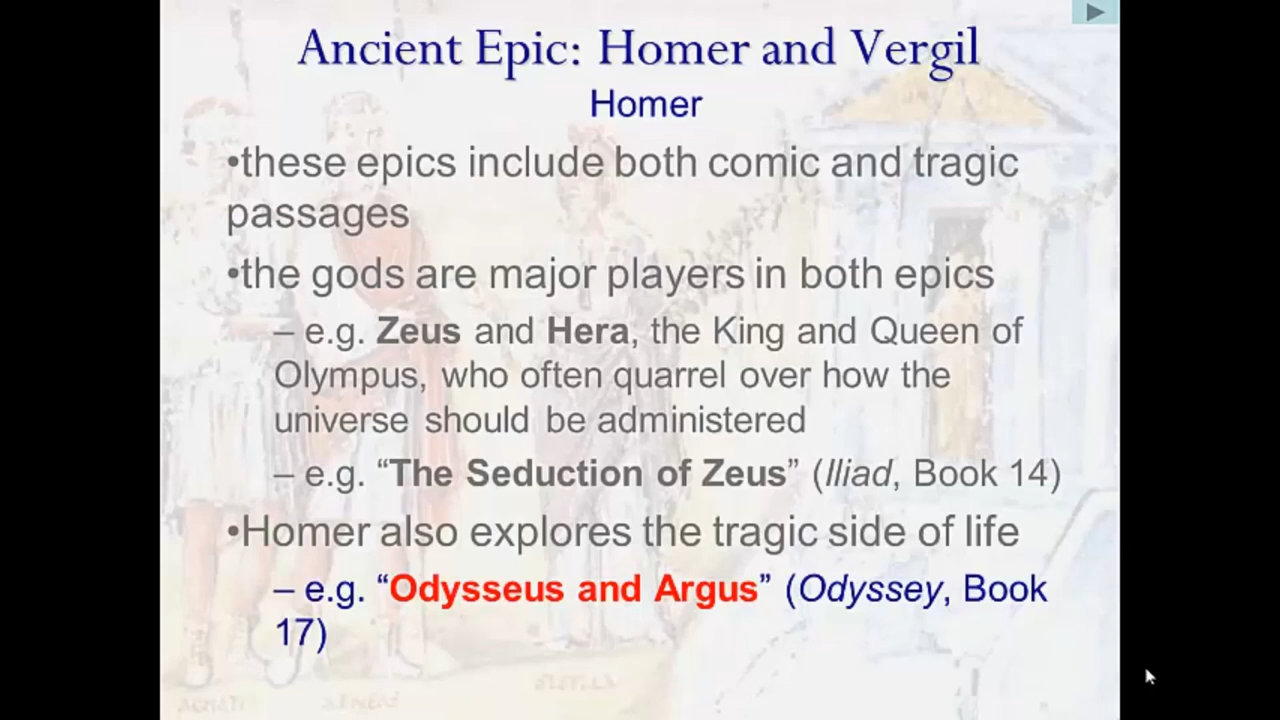 Ancient Epic: Homer and Vergil
Homer
•these epics include both comic and tragic
passages
•the gods are major players in both epics
– e.g. Zeus and Hera, the King and Queen of
Olympus, who often quarrel over how the
universe should be administered
– e.g. “The Seduction of Zeus” (Iliad, Book 14)
•Homer also explores the tragic side of life
– e.g. “Odysseus and Argus” (Odyssey, Book
17)